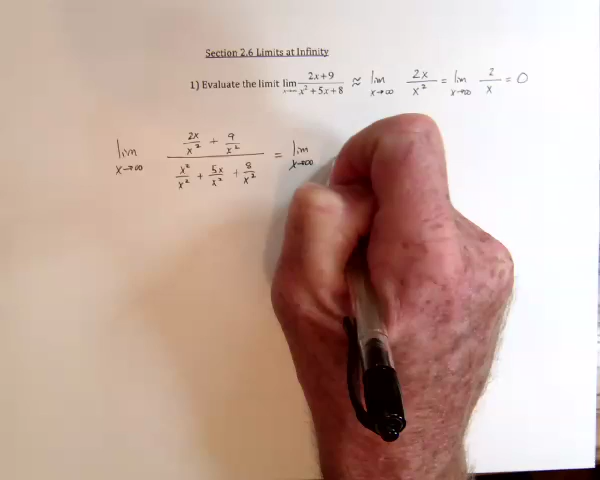 Section 2.6 Limits at Infinity
1) Evaluate the limit lim x→∞ (2x+9)/(x²+5x+8) ≈ lim x→∞ 2x/x² = lim x→∞ 2/x = 0
lim x→∞ (2x/x² + 9/x²)/(x²/x² + 5x/x² + 8/x²) = lim x→∞